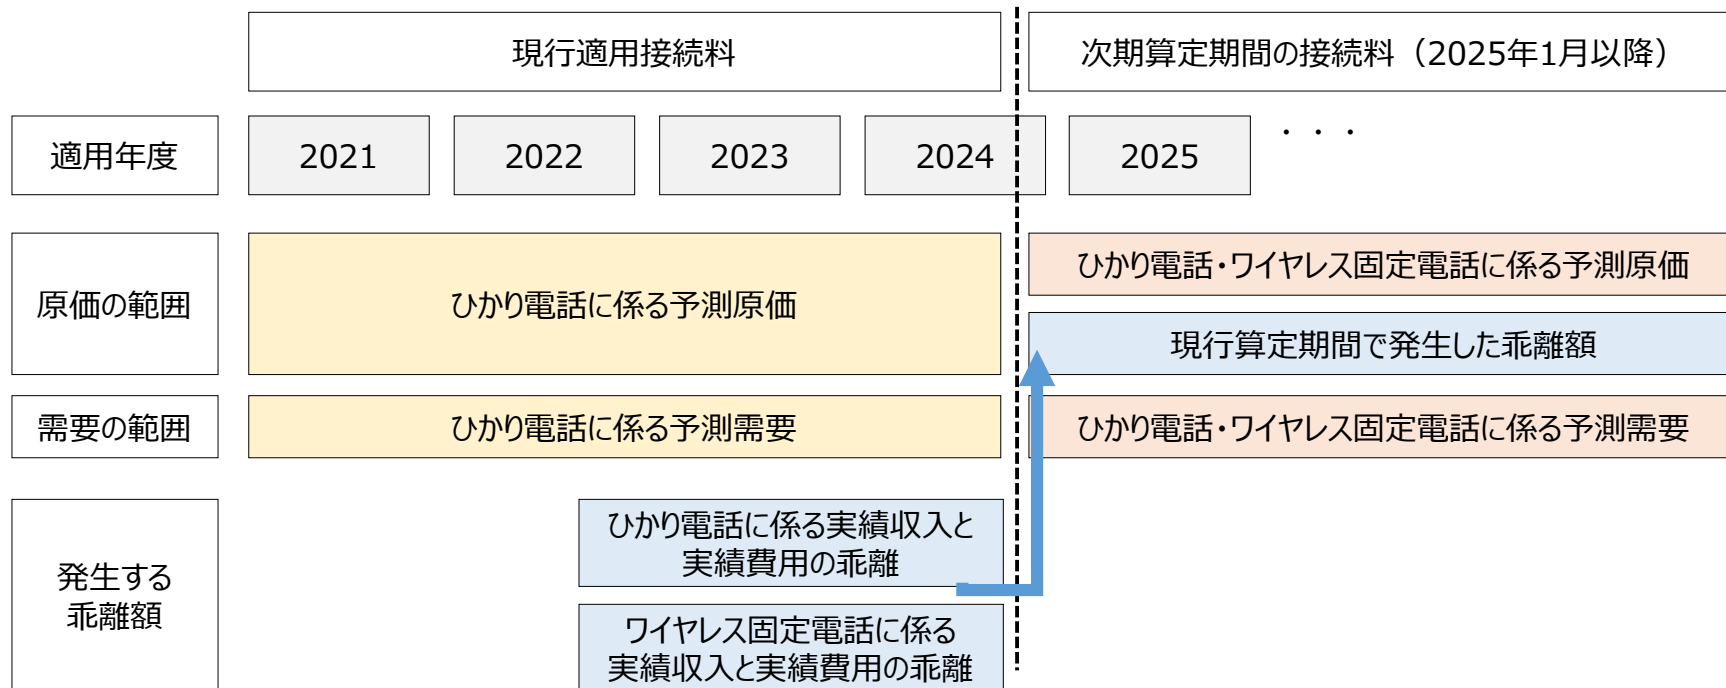 現行適用接続料
次期算定期間の接続料（2025年1月以降）
適用年度
2021
2022
2023
2024
2025
・・・
原価の範囲
ひかり電話に係る予測原価
ひかり電話・ワイヤレス固定電話に係る予測原価
現行算定期間で発生した乖離額
需要の範囲
ひかり電話に係る予測需要
ひかり電話・ワイヤレス固定電話に係る予測需要
発生する
乖離額
ひかり電話に係る実績収入と
実績費用の乖離
ワイヤレス固定電話に係る
実績収入と実績費用の乖離